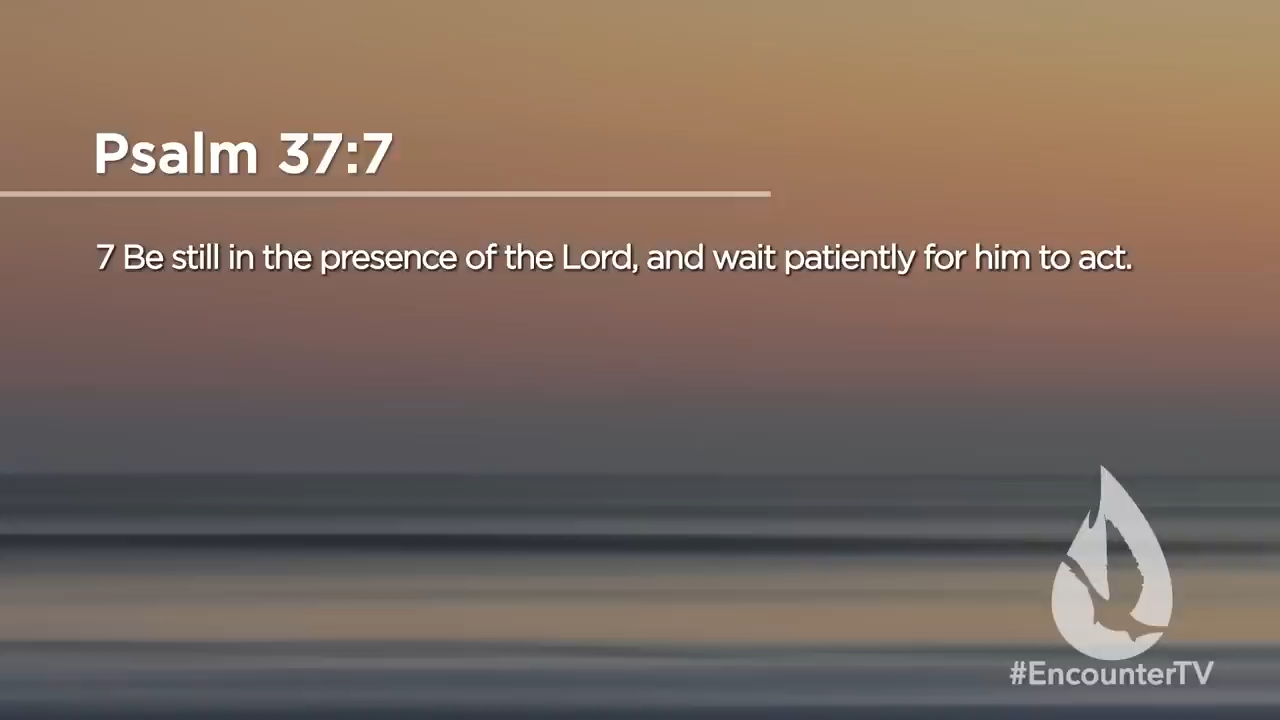 Psalm 37:7
7 Be still in the presence of the Lord, and wait patiently for him to act.
#EncounterTV